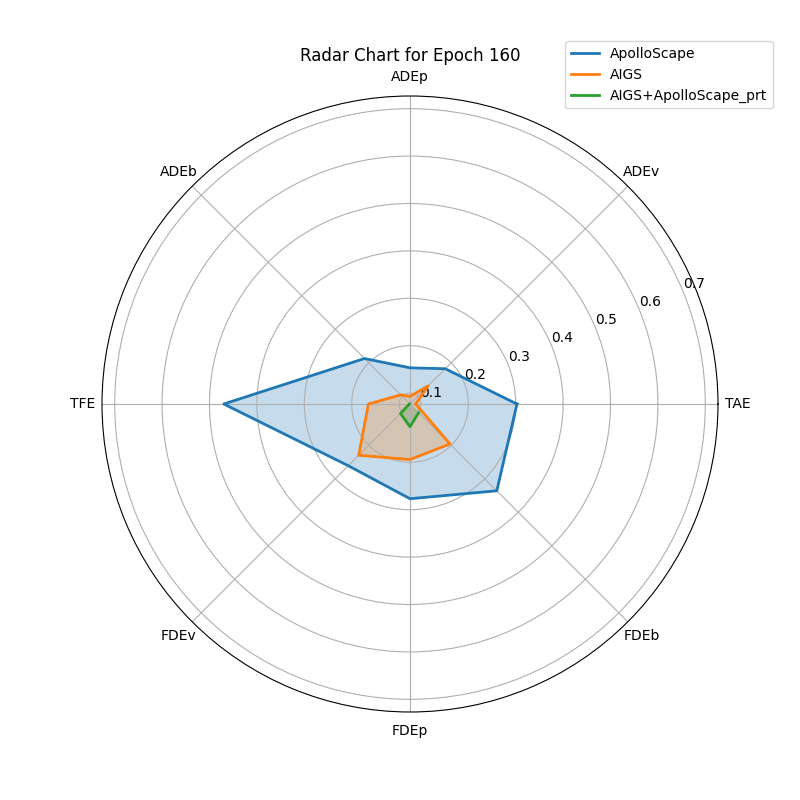 Radar Chart for Epoch 160
ApolloScape
AIGS
AIGS+ApolloScape_prt
ADEp
ADEb
ADEv
0.7
0.6
0.5
0.4
0.3
0.2
0.1
TFE
TAE
FDEv
FDEb
FDEp